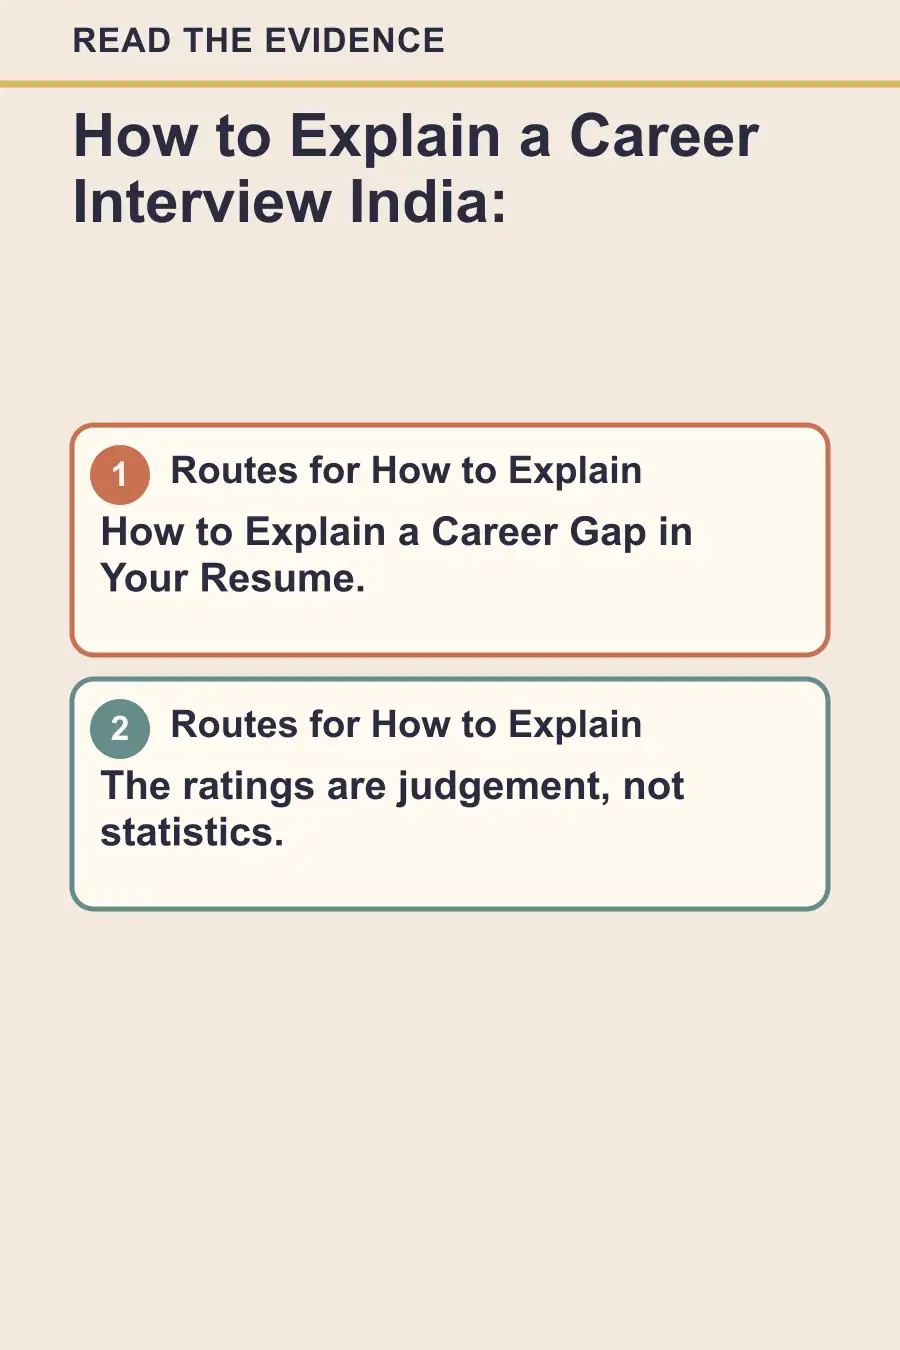 READ THE EVIDENCE
How to Explain a Career
Interview India:
1 Routes for How to Explain
How to Explain a Career Gap in
Your Resume.
2 Routes for How to Explain
The ratings are judgement, not
statistics.